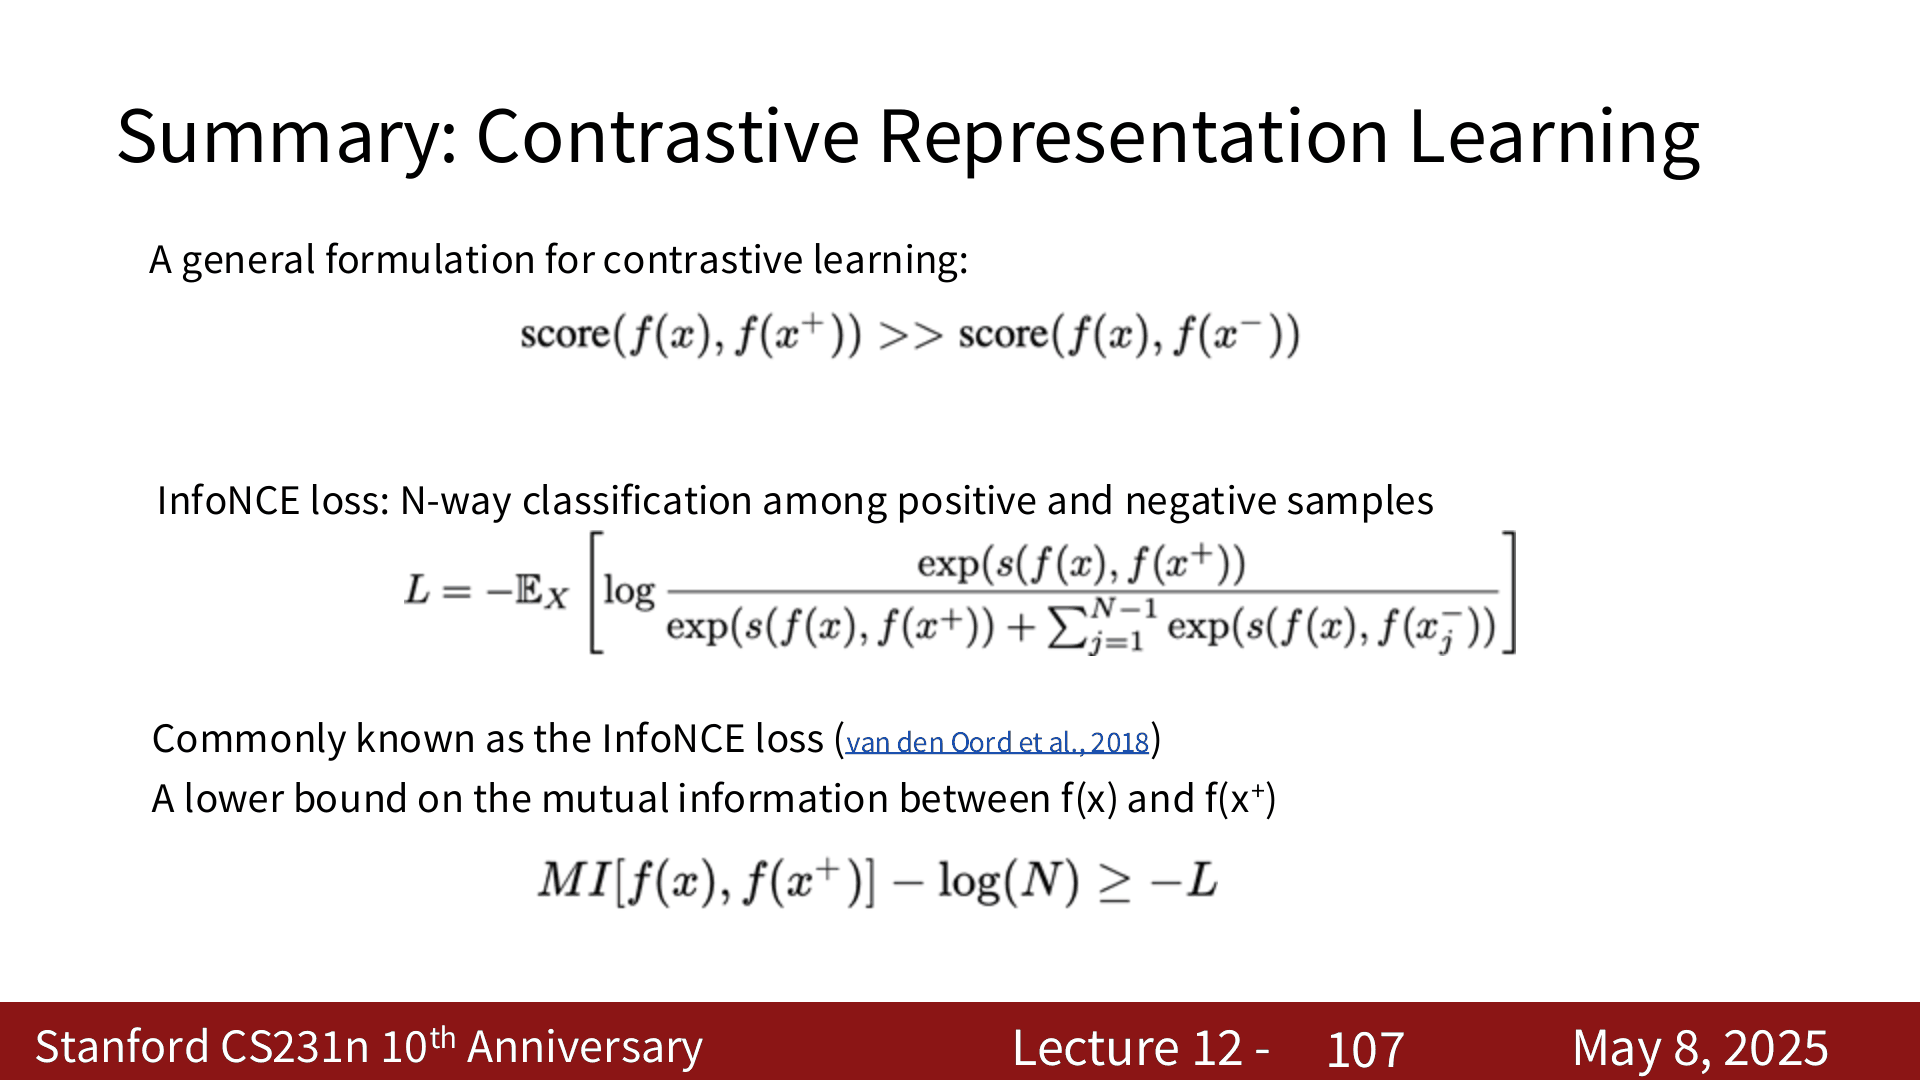 Summary: Contrastive Representation Learning
A general formulation for contrastive learning:
score(f(x), f(x⁺)) >> score(f(x), f(x⁻))
InfoNCE loss: N-way classification among positive and negative samples
L = −𝔼_X [log exp(s(f(x), f(x⁺)) / exp(s(f(x), f(x⁺)) + ∑_{j=1}^{N−1} exp(s(f(x), f(x_j⁻))]
Commonly known as the InfoNCE loss (van den Oord et al., 2018)
A lower bound on the mutual information between f(x) and f(x⁺)
MI[f(x), f(x⁺)] − log(N) ≥ −L
Stanford CS231n 10th Anniversary Lecture 12 - 107 May 8, 2025